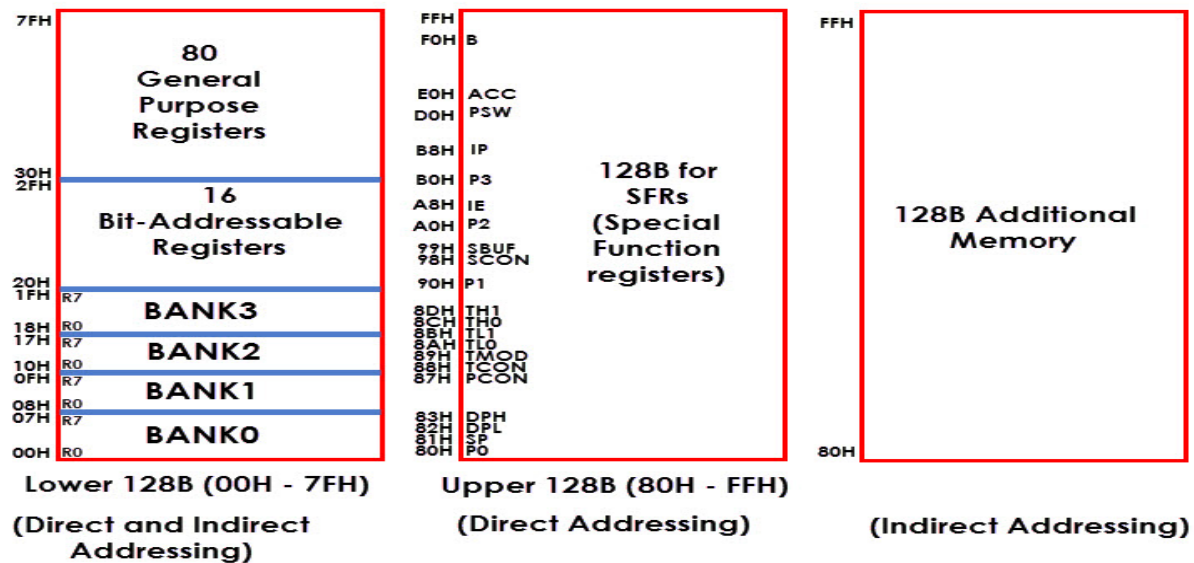 7FH
80
General
Purpose
Registers
30H
2FH
16
Bit-Addressable
Registers
20H
1FH R7
BANK3
18H R0
17H R7
BANK2
10H R0
0FH R7
BANK1
08H R0
07H R7
BANK0
00H R0
Lower 128B (00H - 7FH)
(Direct and Indirect
Addressing)
FFH
F0H B
E0H ACC
D0H PSW
B8H IP
B0H P3
A8H IE
A0H P2
99H SBUF
98H SCON
90H P1
8DH TH1
8CH TH0
8BH TL1
8AH TL0
89H TMOD
88H TCON
87H PCON
83H DPH
82H DPL
81H SP
80H P0
128B for
SFRs
(Special
Function
registers)
Upper 128B (80H - FFH)
(Direct Addressing)
FFH
128B Additional
Memory
80H
(Indirect Addressing)